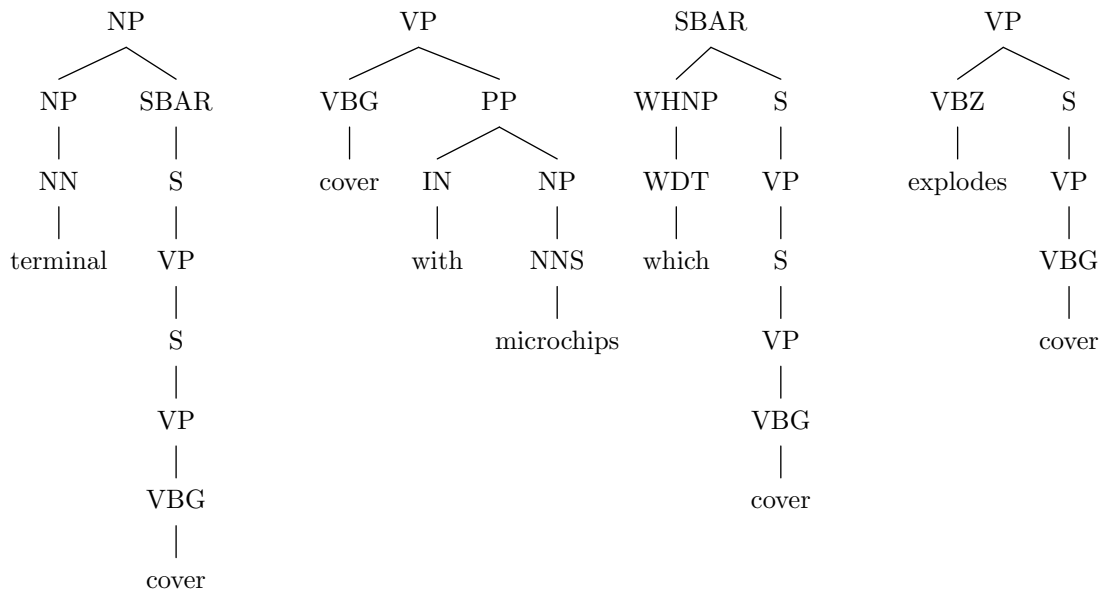 NP VP SBAR VP
NP SBAR VBG PP WHNP S VBZ S
NN S cover IN NP WDT VP explodes VP
terminal VP with NNS which S VBG
S microchips VP cover
VP VBG
VBG cover
cover